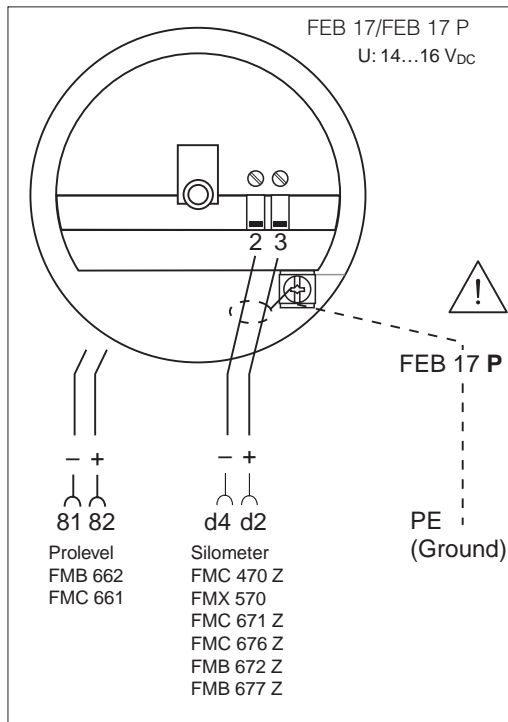 FEB 17/FEB 17 P
U: 14…16 VDC
2 3
!
FEB 17 P
– +
– +
81 82
d4 d2
PE
(Ground)
Prolevel
FMB 662
FMC 661
Silometer
FMC 470 Z
FMX 570
FMC 671 Z
FMC 676 Z
FMB 672 Z
FMB 677 Z